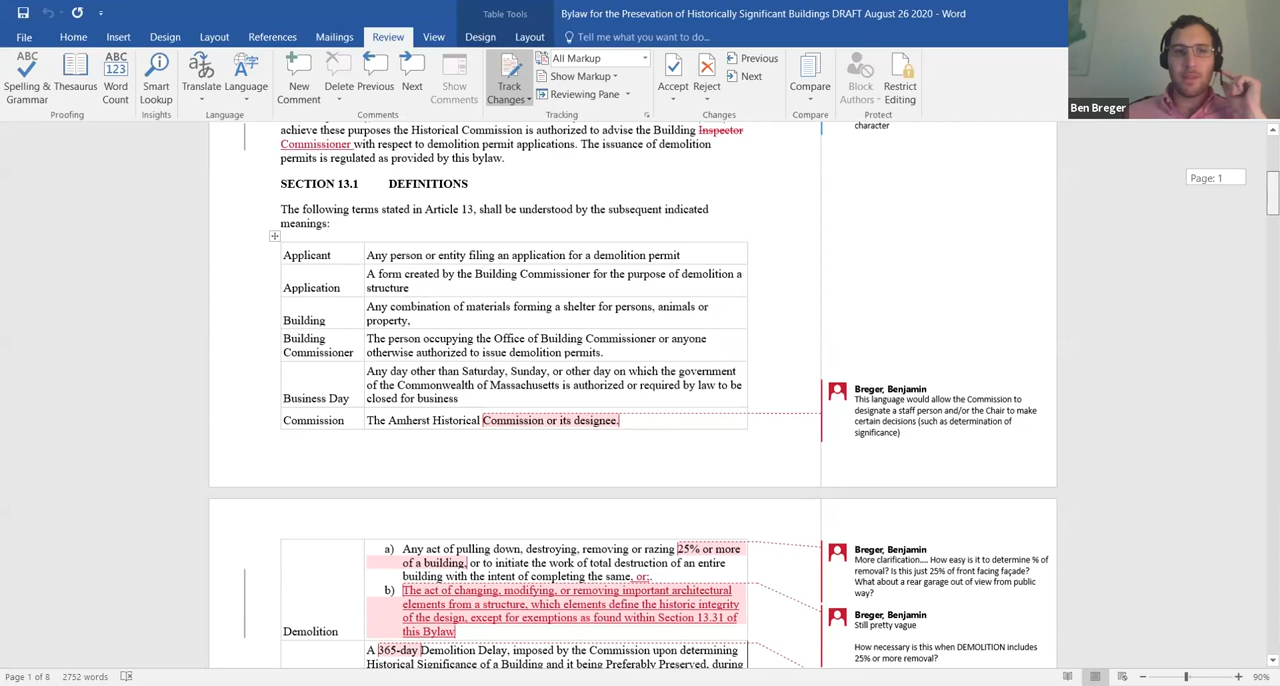 Table Tools
Bylaw for the Presevation of Historically Significant Buildings DRAFT August 26 2020 - Word
File Home Insert Design Layout References Mailings Review View Design Layout Tell me what you want to do...
Spelling & Grammar
Thesaurus
Word Count
Proofing
Smart Lookup
Insights
Translate
Language
Language
New Comment
Delete
Previous
Next
Show Comments
Comments
Track Changes
All Markup
Show Markup
Reviewing Pane
Tracking
Accept
Reject
Previous
Next
Changes
Compare
Compare
Block Authors
Restrict Editing
Protect
Ben Breger
achieve these purposes the Historical Commission is authorized to advise the Building Inspector
Commissioner with respect to demolition permit applications. The issuance of demolition
permits is regulated as provided by this bylaw.
character
Page: 1
SECTION 13.1 DEFINITIONS
The following terms stated in Article 13, shall be understood by the subsequent indicated
meanings:
Applicant Any person or entity filing an application for a demolition permit
A form created by the Building Commissioner for the purpose of demolition a
Application structure
Any combination of materials forming a shelter for persons, animals or
Building property,
Building The person occupying the Office of Building Commissioner or anyone
Commissioner otherwise authorized to issue demolition permits.
Any day other than Saturday, Sunday, or other day on which the government
of the Commonwealth of Massachusetts is authorized or required by law to be
Business Day closed for business
Commission The Amherst Historical Commission or its designee.
Breger, Benjamin
This language would allow the Commission to
designate a staff person and/or the Chair to make
certain decisions (such as determination of
significance)
a) Any act of pulling down, destroying, removing or razing 25% or more
of a building, or to initiate the work of total destruction of an entire
building with the intent of completing the same, or;.
b) The act of changing, modifying, or removing important architectural
elements from a structure, which elements define the historic integrity
of the design, except for exemptions as found within Section 13.31 of
Demolition this Bylaw
A 365-day Demolition Delay, imposed by the Commission upon determining
Historical Significance of a Building and it being Preferably Preserved, during
Breger, Benjamin
More clarification.... How easy is it to determine % of
removal? Is this just 25% of front facing façade?
What about a rear garage out of view from public
way?
Breger, Benjamin
Still pretty vague
How necessary is this when DEMOLITION includes
25% or more removal?
Page 1 of 8 2752 words
90%